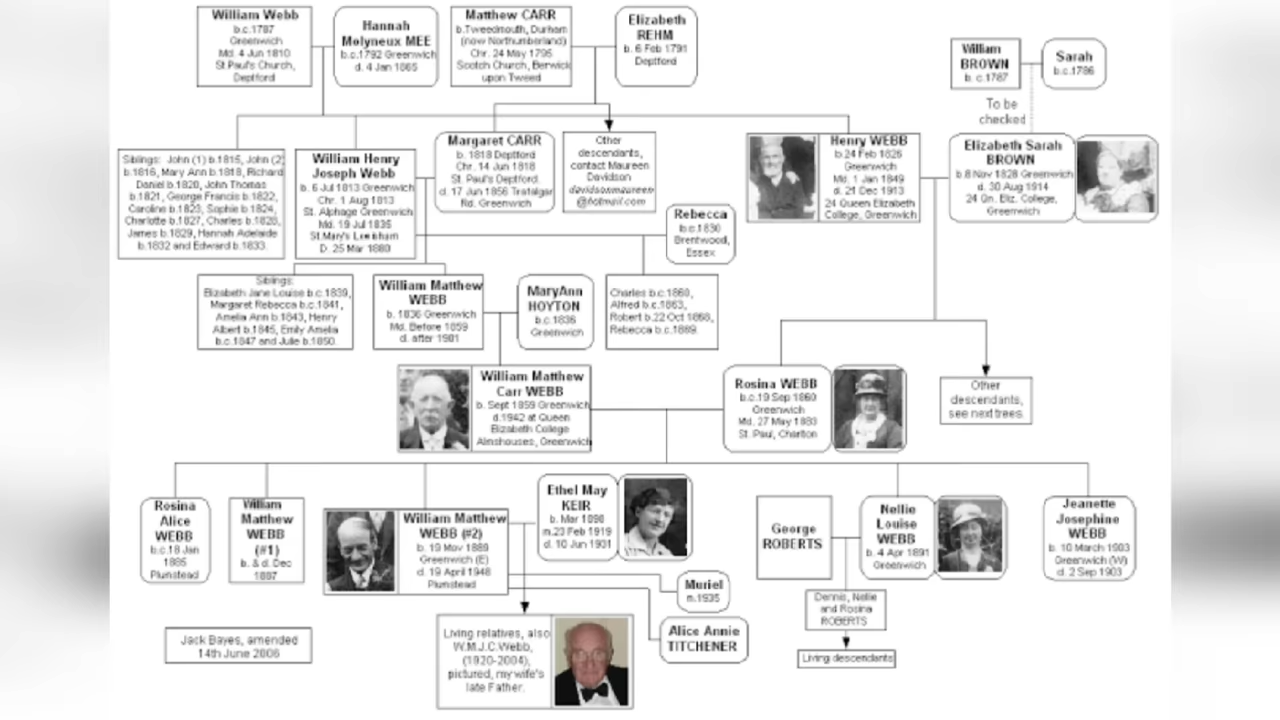 William Webb
b.c.1787
Greenwich
Md. 4 Jun 1810
St Paul's Church,
Deptford
Hannah
Molyneux MEE
b.c.1792 Greenwich
d. 4 Jan 1865
Matthew CARR
b.Tweedmouth, Durham
(now Northumberland)
Chr. 24 May 1795
Scotch Church, Berwick
upon Tweed
Elizabeth
REHM
b. 6 Feb 1791
Deptford
William
BROWN
b. c.1787
Sarah
b.c.1786
To be
checked
Siblings: John (1) b.1815, John (2)
b.1816, Mary Ann b.1818, Richard
Daniel b.1820, John Thomas
b.1821, George Francis b.1822,
Caroline b.1823, Sophie b.1824,
Charlotte b.1827, Charles b.1828,
James b.1829, Hannah Adelaide
b.1832 and Edward b.1833.
William Henry
Joseph Webb
b. 6 Jul 1813 Greenwich
Chr. 1 Aug 1813
St. Alphage Greenwich
Md. 19 Jul 1835
St.Mary's Lewisham
D. 25 Mar 1880
Margaret CARR
b. 1818 Deptford
Chr. 14 Jun 1818
St. Paul's Deptford.
d. 17 Jun 1856 Trafalgar
Rd. Greenwich
Other
descendants,
contact Maureen
Davidson
davidsonmaureen
@hotmail.com
Rebecca
b.c.1830
Brentwood,
Essex
Henry WEBB
b.24 Feb 1826
Greenwich
Md. 1 Jan 1849
d. 21 Dec 1913
24 Queen Elizabeth
College, Greenwich
Elizabeth Sarah
BROWN
b.8 Nov 1828 Greenwich
d. 30 Aug 1914
24 Qn. Eliz. College,
Greenwich
Siblings:
Elizabeth Jane Louise b.c.1839,
Margaret Rebecca b.c.1841,
Amelia Ann b.1843, Henry
Albert b.1845, Emily Amelia
b.c.1847 and Julie b.1850.
William Matthew
WEBB
b. 1836 Greenwich
Md. Before 1859
d. after 1901
MaryAnn
HOYTON
b.c.1836
Greenwich
Charles b.c.1860,
Alfred b.c.1863,
Robert b.22 Oct 1868,
Rebecca b.c.1869.
William Matthew
Carr WEBB
b. Sept 1859 Greenwich
d.1942 at Queen
Elizabeth College
Almshouses, Greenwich
Rosina WEBB
b.c.19 Sep 1860
Greenwich
Md. 27 May 1883
St. Paul, Charlton
Other
descendants,
see next trees.
Rosina
Alice
WEBB
b.c.18 Jan
1885
Plumstead
William
Matthew
WEBB
(#1)
b. & d. Dec
1887
William Matthew
WEBB (#2)
b. 19 Nov 1889
Greenwich (E)
d. 19 April 1948
Plumstead
Ethel May
KEIR
b. Mar 1898
m.23 Feb 1919
d. 10 Jun 1931
George
ROBERTS
Nellie
Louise
WEBB
b. 4 Apr 1891
Greenwich
Jeanette
Josephine
WEBB
b. 10 March 1903
Greenwich (W)
d. 2 Sep 1903
Muriel
m.1935
Dennis, Nellie
and Rosina
ROBERTS
Jack Bayes, amended
14th June 2006
Living relatives, also
W.M.J.C.Webb,
(1920-2004),
pictured, my wife's
late Father.
Alice Annie
TITCHENER
Living descendants